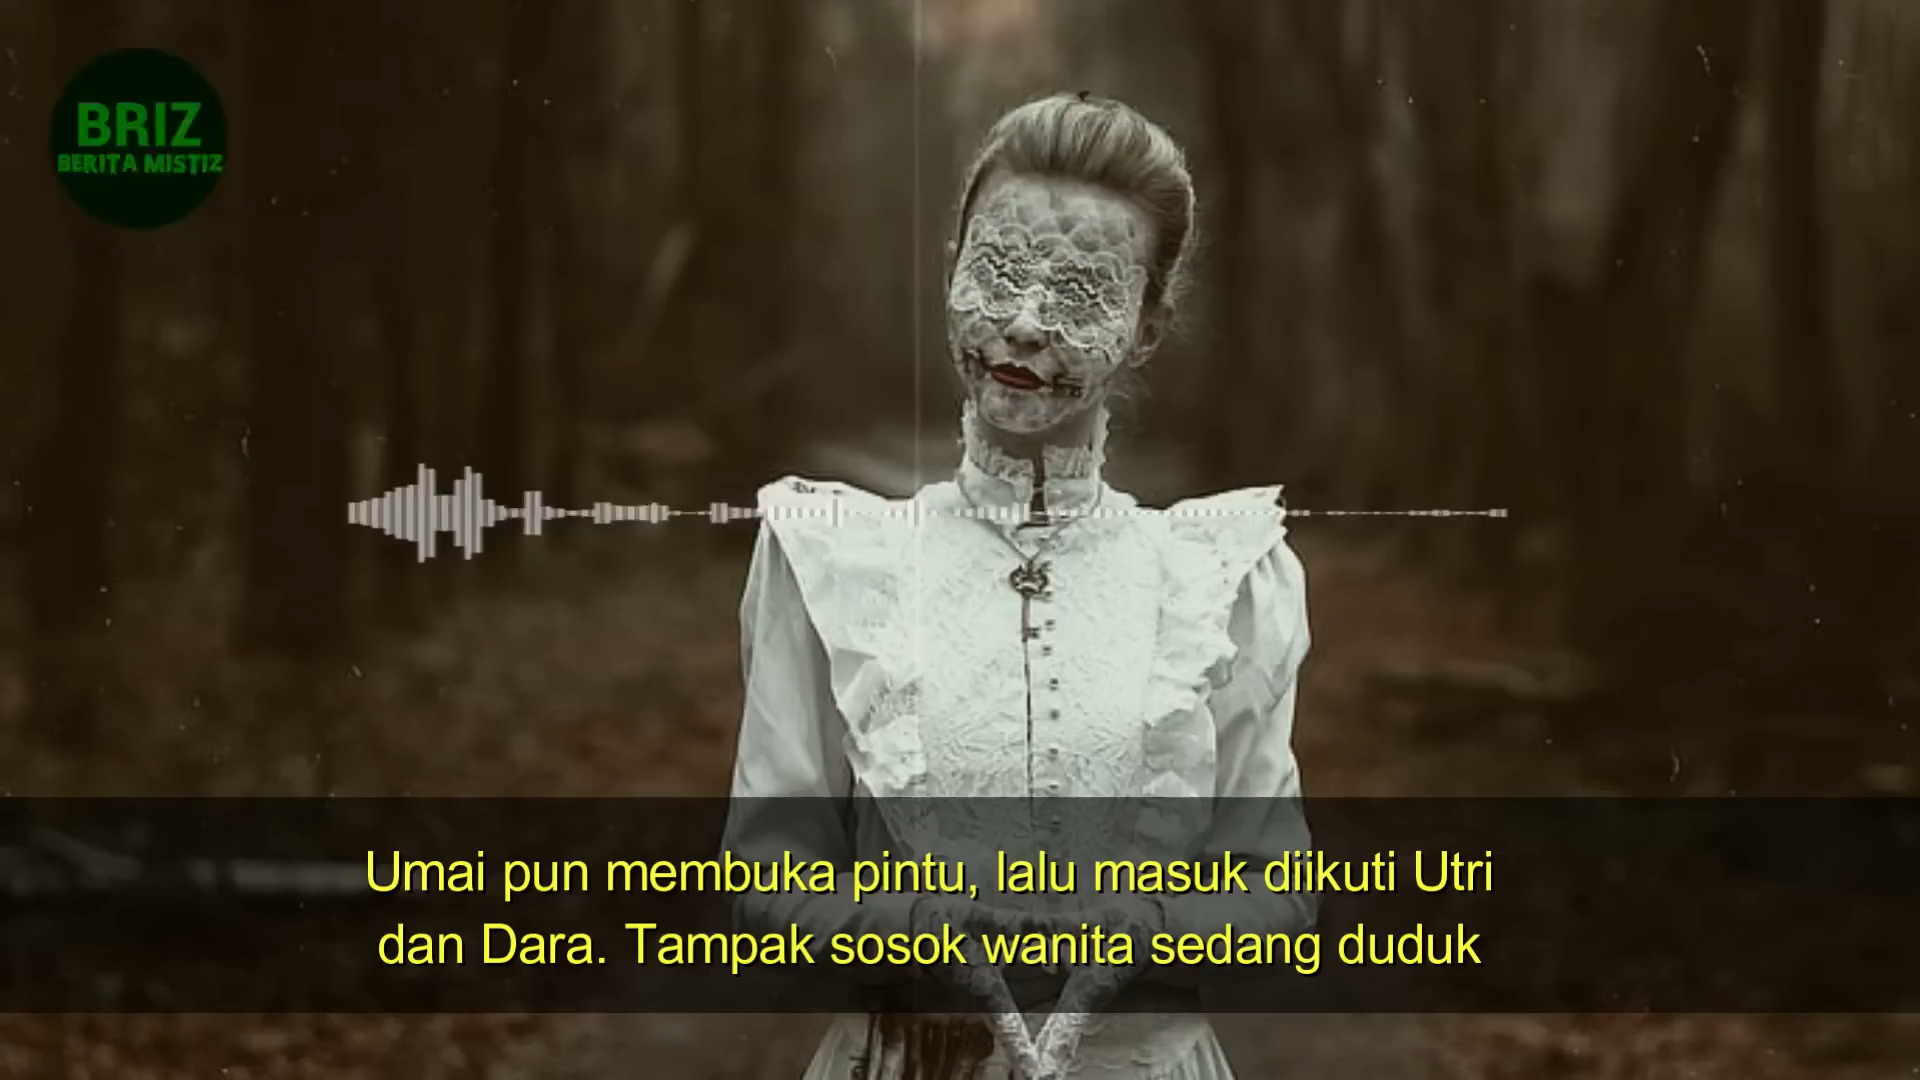 BRIZ
BERITA MISTIZ
Umai pun membuka pintu, lalu masuk diikuti Utri
dan Dara. Tampak sosok wanita sedang duduk